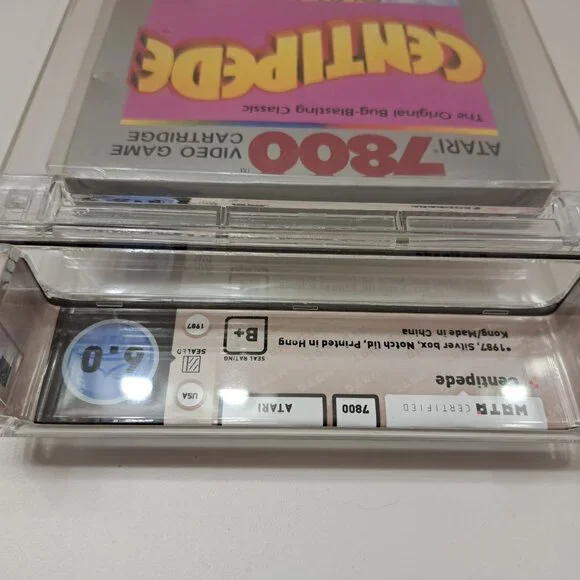 WATA CERTIFIED
7800
ATARI
USA
Centipede
*1987, Silver box, Notch lid, Printed in Hong
Kong/Made in China
SEAL RATING
B+
SEALED
1987
6.0
ATARI 7800™ VIDEO GAME
CARTRIDGE
The Original Bug-Blasting Classic
CENTIPEDE